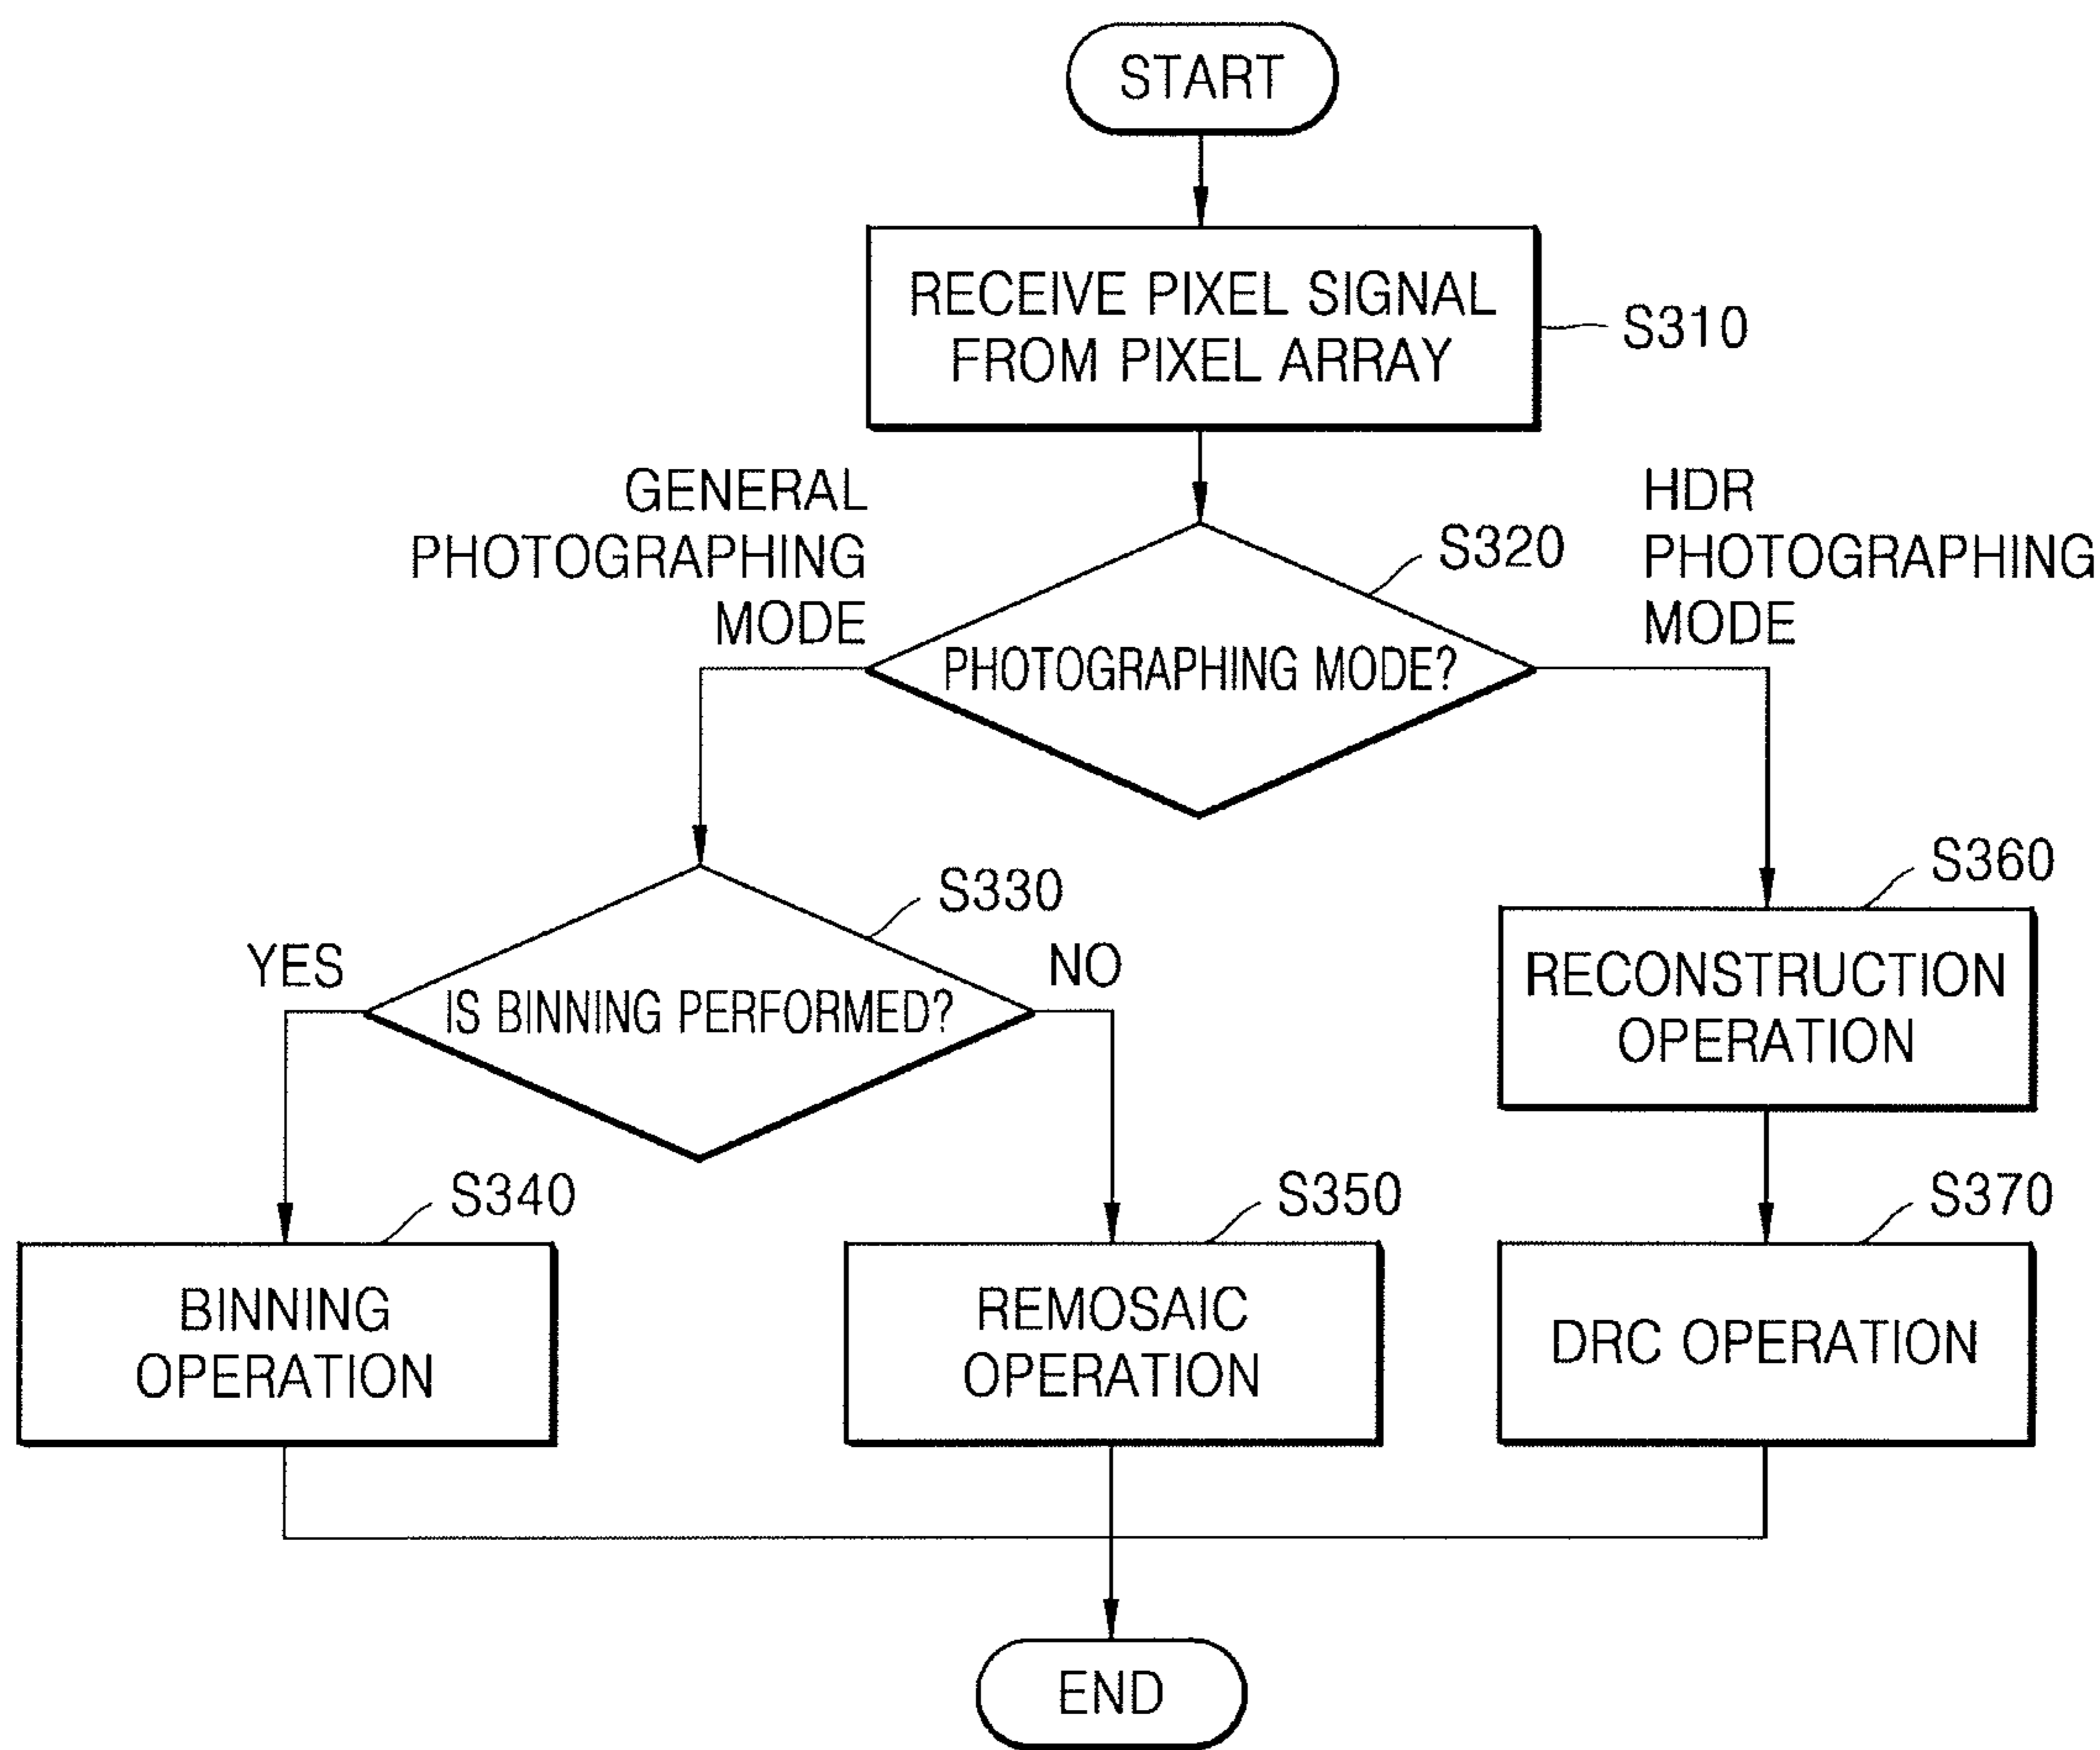 START
RECEIVE PIXEL SIGNAL
FROM PIXEL ARRAY
S310
GENERAL
PHOTOGRAPHING
MODE
HDR
PHOTOGRAPHING
MODE
S320
PHOTOGRAPHING MODE?
S330
YES
NO
IS BINNING PERFORMED?
S360
RECONSTRUCTION
OPERATION
S340
BINNING
OPERATION
S350
REMOSAIC
OPERATION
S370
DRC OPERATION
END